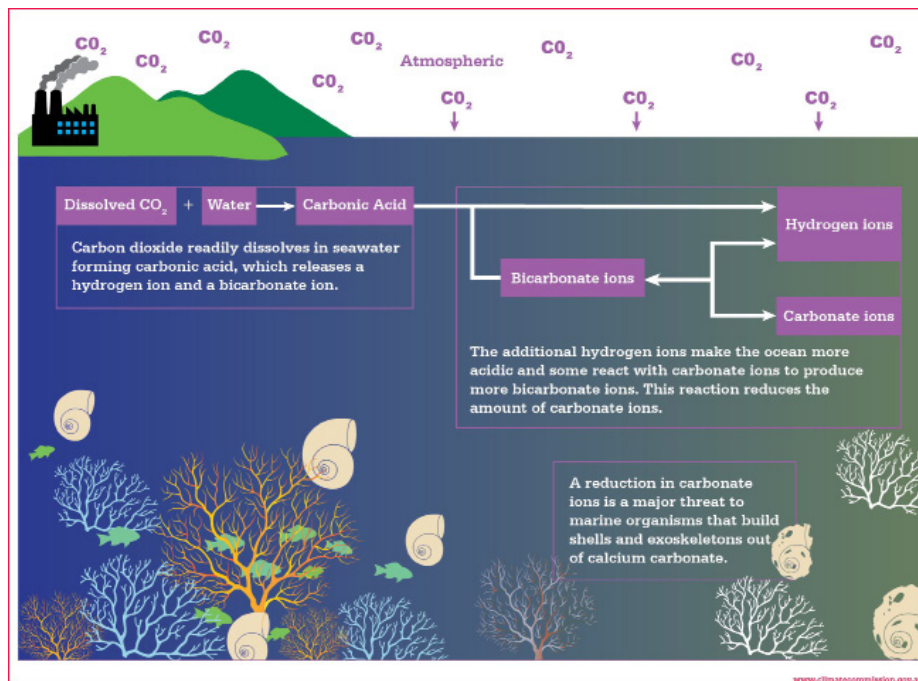 CO₂
CO₂
CO₂
CO₂
CO₂
Atmospheric
CO₂
CO₂
CO₂
CO₂
CO₂
CO₂
Dissolved CO₂ + Water
Carbonic Acid
Hydrogen ions
Carbon dioxide readily dissolves in seawater
forming carbonic acid, which releases a
hydrogen ion and a bicarbonate ion.
Bicarbonate ions
Carbonate ions
The additional hydrogen ions make the ocean more
acidic and some react with carbonate ions to produce
more bicarbonate ions. This reaction reduces the
amount of carbonate ions.
A reduction in carbonate
ions is a major threat to
marine organisms that build
shells and exoskeletons out
of calcium carbonate.